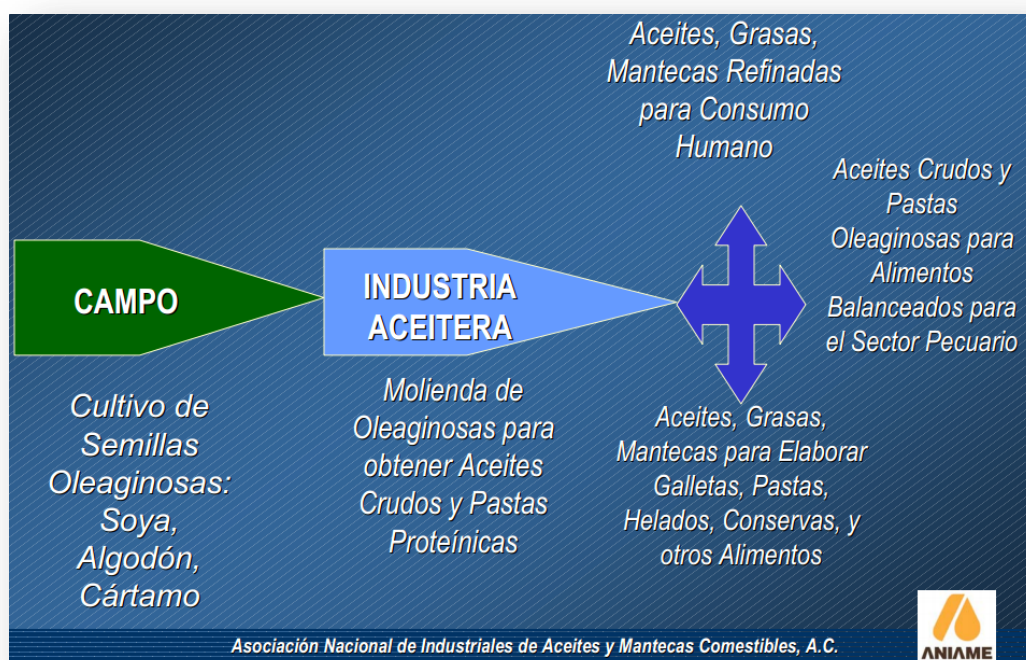 Aceites, Grasas,
Mantecas Refinadas
para Consumo
Humano
Aceites Crudos y
Pastas
Oleaginosas para
Alimentos
Balanceados para
el Sector Pecuario
CAMPO
INDUSTRIA
ACEITERA
Cultivo de
Semillas
Oleaginosas:
Soya,
Algodón,
Cártamo
Molienda de
Oleaginosas para
obtener Aceites
Crudos y Pastas
Proteínicas
Aceites, Grasas,
Mantecas para Elaborar
Galletas, Pastas,
Helados, Conservas, y
otros Alimentos
Asociación Nacional de Industriales de Aceites y Mantecas Comestibles, A.C.
ANIAME